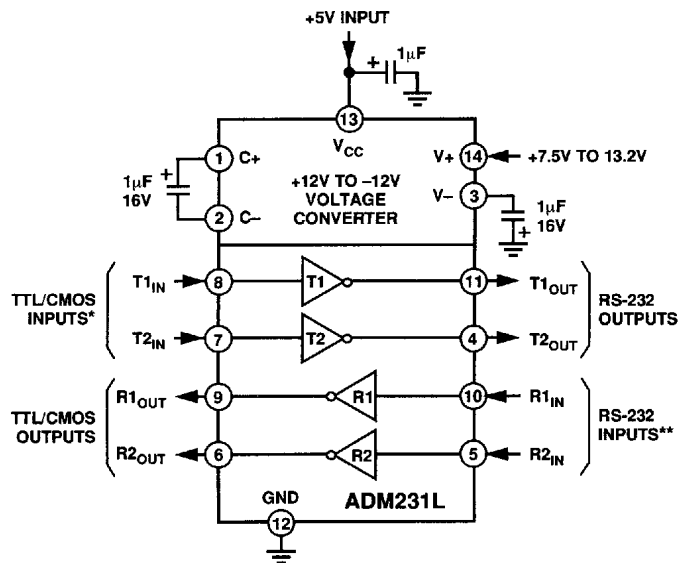 +5V INPUT
+ 1μF
13
VCC
1 C+
V+ 14 +7.5V TO 13.2V
+
1μF
16V
+12V TO –12V
VOLTAGE
CONVERTER
2 C–
V– 3
1μF
16V
+
TTL/CMOS
INPUTS*
T1IN 8 T1 11 T1OUT
T2IN 7 T2 4 T2OUT
RS-232
OUTPUTS
TTL/CMOS
OUTPUTS
R1OUT 9 R1 10 R1IN
R2OUT 6 R2 5 R2IN
RS-232
INPUTS**
GND
12
ADM231L